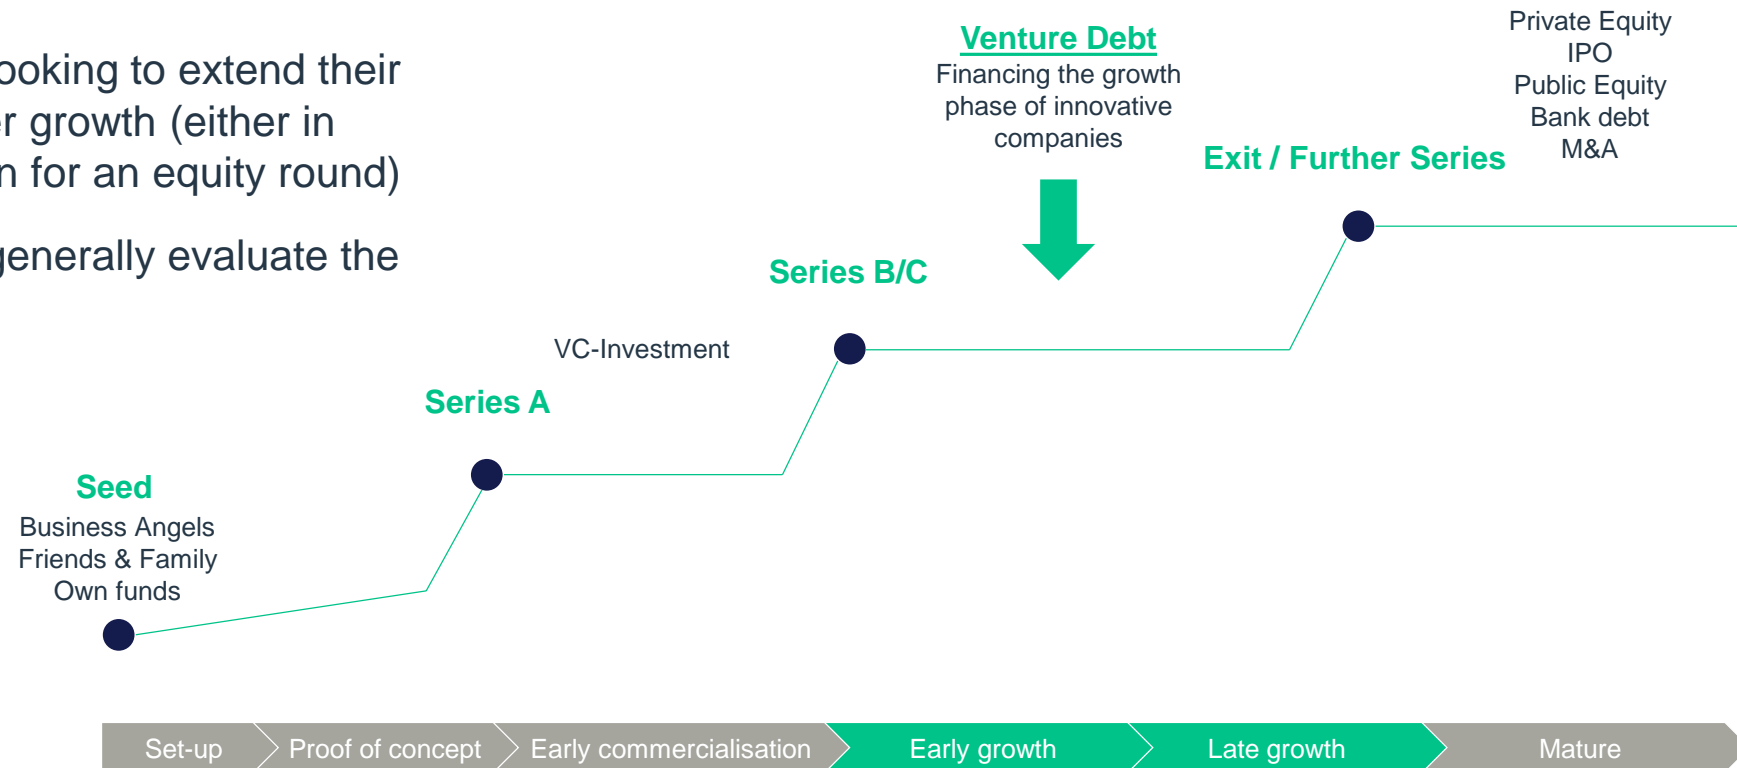 ooking to extend their
r growth (either in
n for an equity round)
generally evaluate the
Venture Debt
Financing the growth
phase of innovative
companies
Private Equity
IPO
Public Equity
Bank debt
M&A
Exit / Further Series
Series B/C
VC-Investment
Series A
Seed
Business Angels
Friends & Family
Own funds
Set-up
Proof of concept
Early commercialisation
Early growth
Late growth
Mature